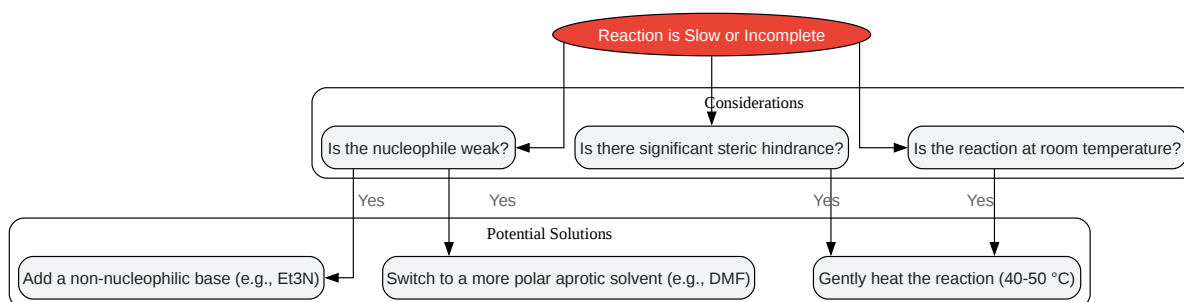 Reaction is Slow or Incomplete
Considerations
Is the nucleophile weak?
Is there significant steric hindrance?
Is the reaction at room temperature?
Yes
Yes
Yes
Yes
Potential Solutions
Add a non-nucleophilic base (e.g., Et3N)
Switch to a more polar aprotic solvent (e.g., DMF)
Gently heat the reaction (40-50 °C)